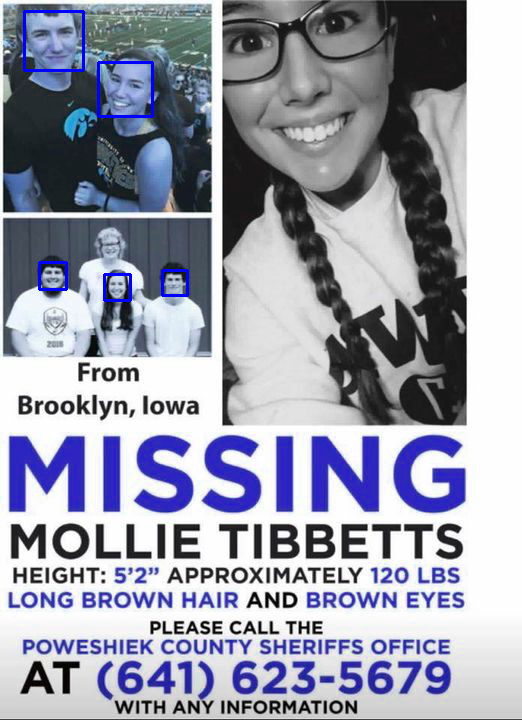 2018
From
Brooklyn, Iowa
MISSING
MOLLIE TIBBETTS
HEIGHT: 5’2” APPROXIMATELY 120 LBS
LONG BROWN HAIR AND BROWN EYES
PLEASE CALL THE
POWESHIEK COUNTY SHERIFFS OFFICE
AT (641) 623-5679
WITH ANY INFORMATION